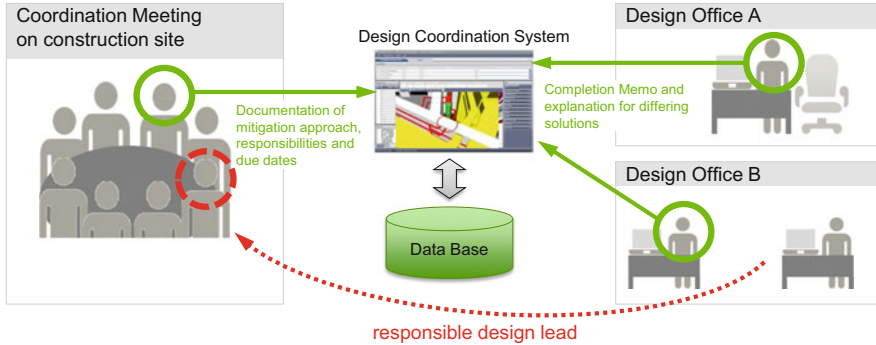 Coordination Meeting
on construction site
Design Coordination System
Documentation of
mitigation approach,
responsibilities and
due dates
Completion Memo and
explanation for differing
solutions
Design Office A
Design Office B
Data Base
responsible design lead